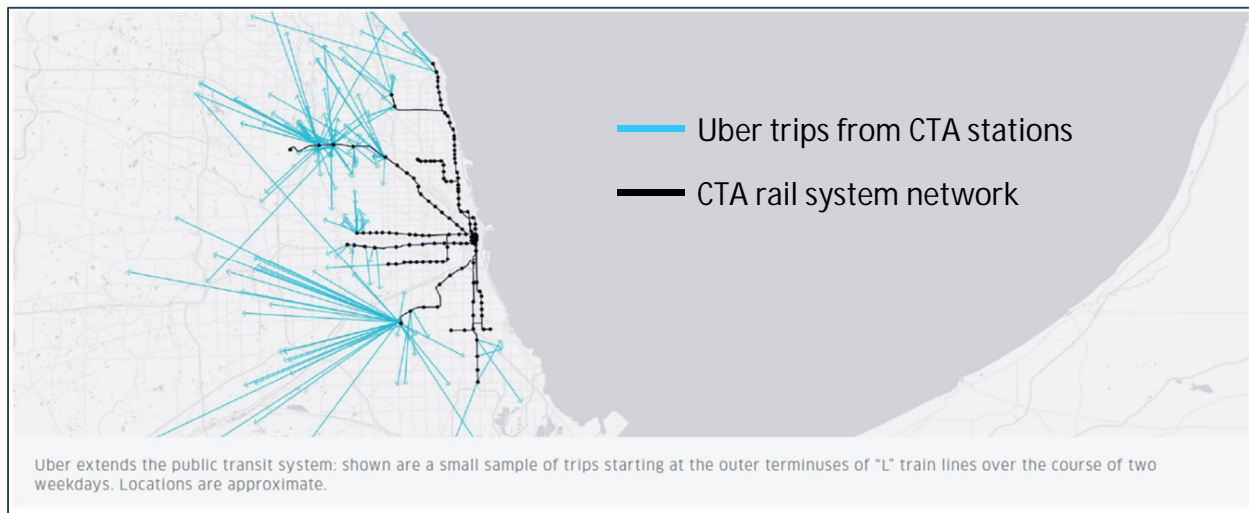 Uber trips from CTA stations
CTA rail system network
Uber extends the public transit system: shown are a small sample of trips starting at the outer terminuses of "L" train lines over the course of two
weekdays. Locations are approximate.